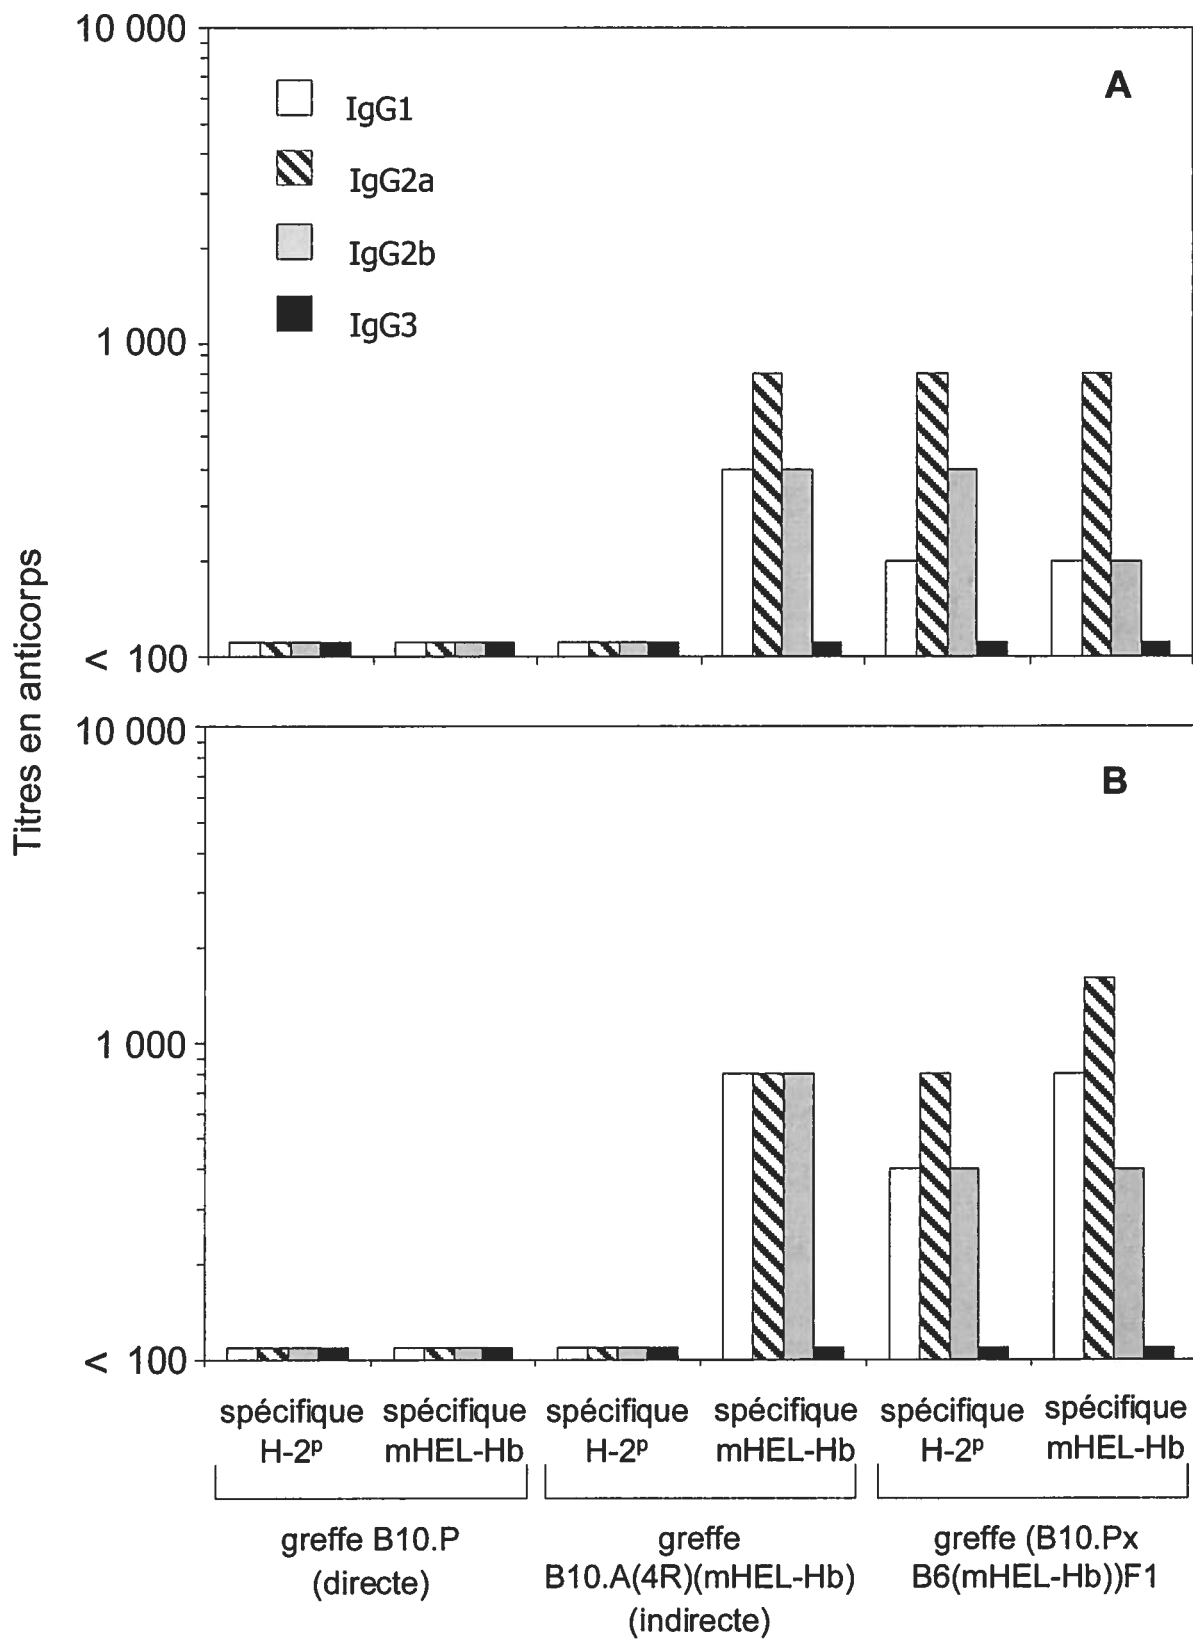 Titres en anticorps
10 000
1 000
< 100
A
IgG1
IgG2a
IgG2b
IgG3
10 000
1 000
< 100
B
spécifique H-2ᵖ
spécifique mHEL-Hb
spécifique H-2ᵖ
spécifique mHEL-Hb
spécifique H-2ᵖ
spécifique mHEL-Hb
greffe B10.P
(directe)
greffe
B10.A(4R)(mHEL-Hb)
(indirecte)
greffe (B10.Px
B6(mHEL-Hb))F1